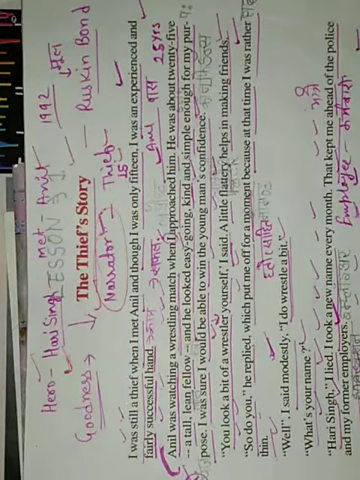 1992
Hero - Hari Singh met - Anil
LESSON 3
Goodness → Narrator Thief - Ruskin Bond
15
The Thief's Story
I was still a thief when I met Anil and though I was only fifteen, I was an experienced and
fairly successful hand.
Anil 25 yrs
Anil was watching a wrestling match when I approached him. He was about twenty-five
-- a tall, lean fellow -- and he looked easy-going, kind and simple enough for my pur-
pose. I was sure I would be able to win the young man's confidence.
"You look a bit of a wrestler yourself," I said. A little flattery helps in making friends.
"So do you," he replied, which put me off for a moment because at that time I was rather
thin.
"Well", I said modestly, "I do wrestle a bit."
"What's your name?"
"Hari Singh," I lied. I took a new name every month. That kept me ahead of the police
and my former employers.
Employer - कर्मचारी